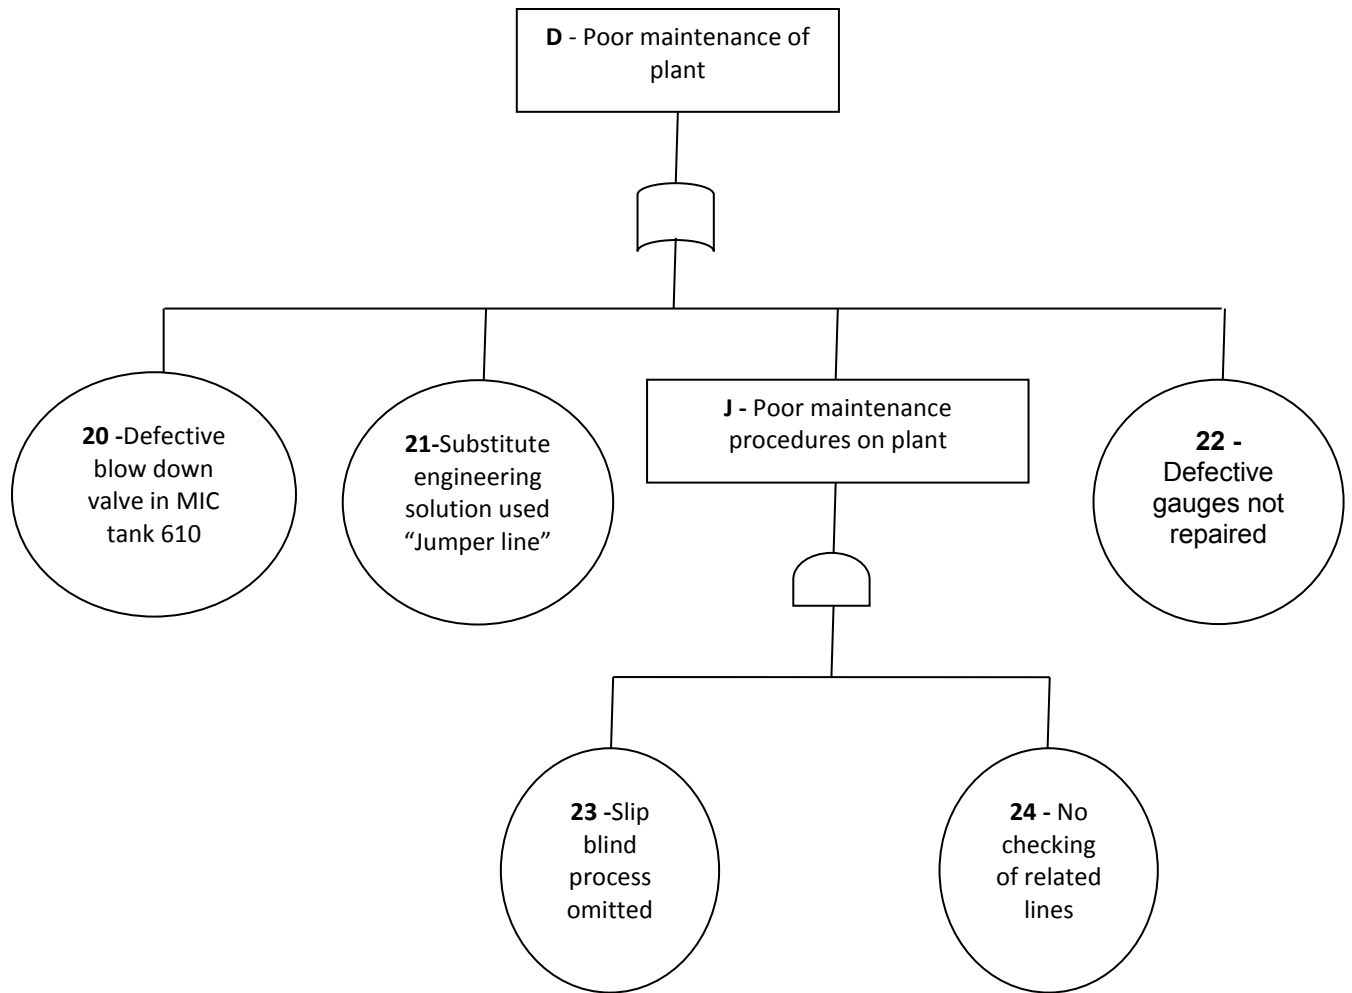 D - Poor maintenance of
plant
20 -Defective
blow down
valve in MIC
tank 610
21-Substitute
engineering
solution used
“Jumper line”
J - Poor maintenance
procedures on plant
22 -
Defective
gauges not
repaired
23 -Slip
blind
process
omitted
24 - No
checking
of related
lines